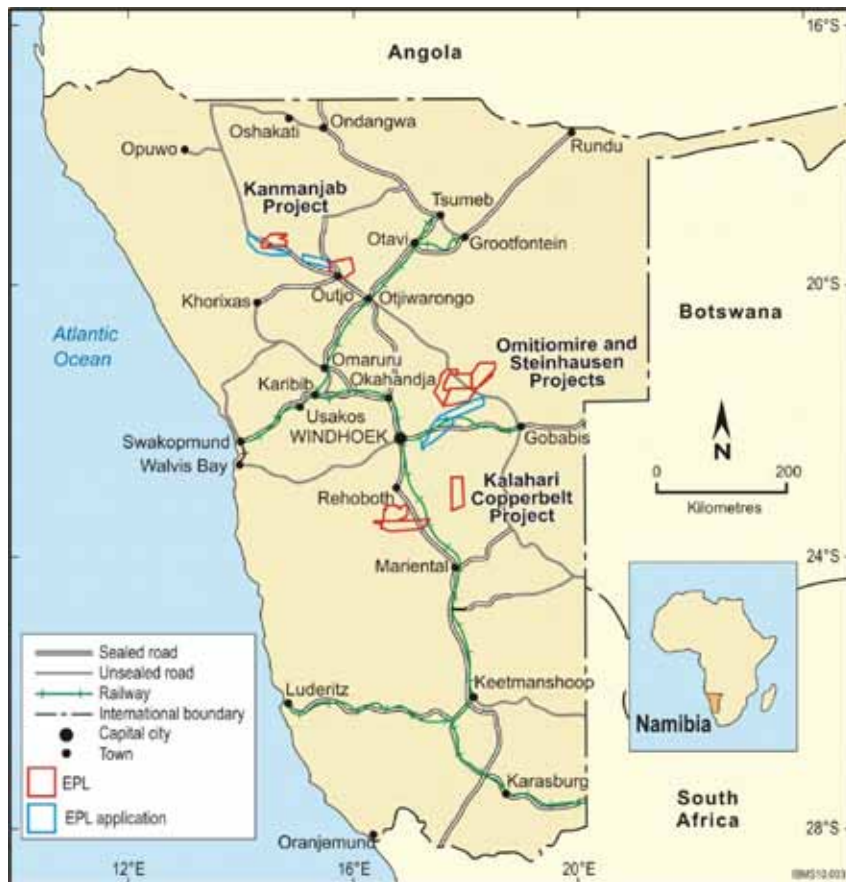 16°S
Angola
Oshakati
Ondangwa
Opuwo
Rundu
Kanmanjab
Project
Tsumeb
Otavi
Grootfontein
Outjo
Otjiwarongo
20°S
Khorixas
Botswana
Atlantic
Ocean
Omitiomire and
Steinhausen
Projects
Omaruru
Okahandja
Karibib
Usakos
N
Swakopmund
WINDHOEK
Gobabis
Walvis Bay
0
200
Kilometres
Rehoboth
Kalahari
Copperbelt
Project
24°S
Mariental
Sealed road
Unsealed road
Railway
International boundary
Capital city
Town
EPL
EPL application
Luderitz
Keetmanshoop
Namibia
Karasburg
South
Africa
Oranjemund
28°S
12°E
16°E
20°E
IBMS10.003